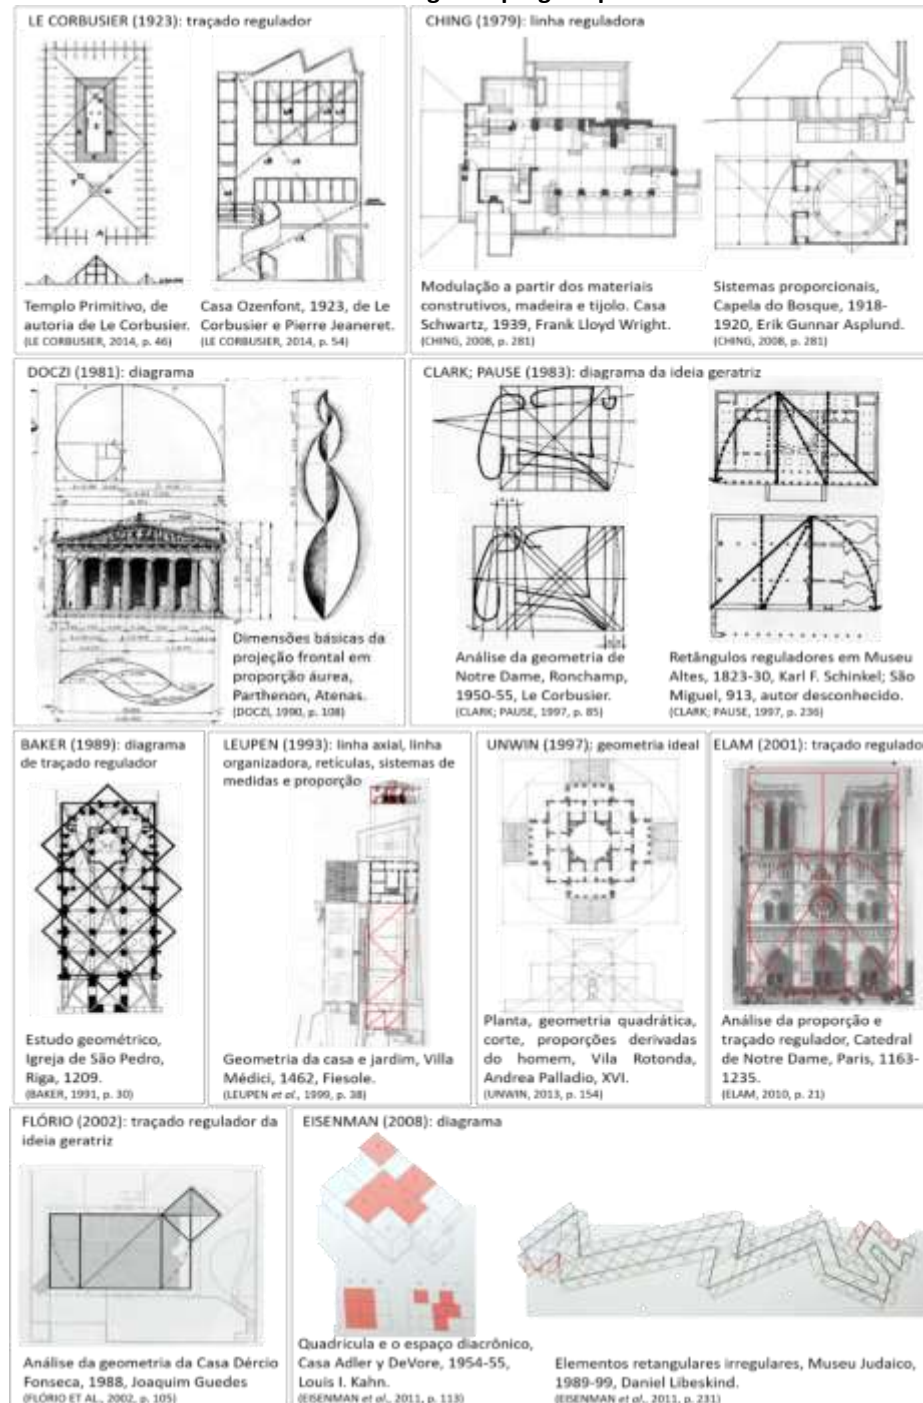 LE CORBUSIER (1923): traçado regulador
Templo Primitivo, de
autoria de Le Corbusier.
(LE CORBUSIER, 2014, p. 46)
Casa Ozenfont, 1923, de Le
Corbusier e Pierre Jeaneret.
(LE CORBUSIER, 2014, p. 54)
CHING (1979): linha reguladora
Modulação a partir dos materiais
construtivos, madeira e tijolo. Casa
Schwartz, 1939, Frank Lloyd Wright.
(CHING, 2008, p. 281)
Sistemas proporcionais,
Capela do Bosque, 1918-
1920, Erik Gunnar Asplund.
(CHING, 2008, p. 281)
DOCZI (1981): diagrama
Dimensões básicas da
projeção frontal em
proporção áurea,
Parthenon, Atenas.
(DOCZI, 1990, p. 108)
CLARK; PAUSE (1983): diagrama da ideia geratriz
Análise da geometria de
Notre Dame, Ronchamp,
1950-55, Le Corbusier.
(CLARK; PAUSE, 1997, p. 85)
Retângulos reguladores em Museu
Altes, 1823-30, Karl F. Schinkel; São
Miguel, 913, autor desconhecido.
(CLARK; PAUSE, 1997, p. 236)
BAKER (1989): diagrama
de traçado regulador
Estudo geométrico,
Igreja de São Pedro,
Riga, 1209.
(BAKER, 1991, p. 30)
LEUPEN (1993): linha axial, linha
organizadora, retículas, sistemas de
medidas e proporção
Geometria da casa e jardim, Villa
Médici, 1462, Fiesole.
(LEUPEN et al., 1999, p. 38)
UNWIN (1997): geometria ideal
Planta, geometria quadrática,
corte, proporções derivadas
do homem, Vila Rotonda,
Andrea Palladio, XVI.
(UNWIN, 2013, p. 154)
ELAM (2001): traçado regulado
Análise da proporção e
traçado regulador, Catedral
de Notre Dame, Paris, 1163-
1235.
(ELAM, 2010, p. 21)
FLÓRIO (2002): traçado regulador da
ideia geratriz
Análise da geometria da Casa Dércio
Fonseca, 1988, Joaquim Guedes
(FLÓRIO ET AL., 2002, p. 105)
EISENMAN (2008): diagrama
Quadrícula e o espaço diacrônico,
Casa Adler y DeVore, 1954-55,
Louis I. Kahn.
(EISENMAN et al., 2011, p. 113)
Elementos retangulares irregulares, Museu Judaico,
1989-99, Daniel Libeskind.
(EISENMAN et al., 2011, p. 231)